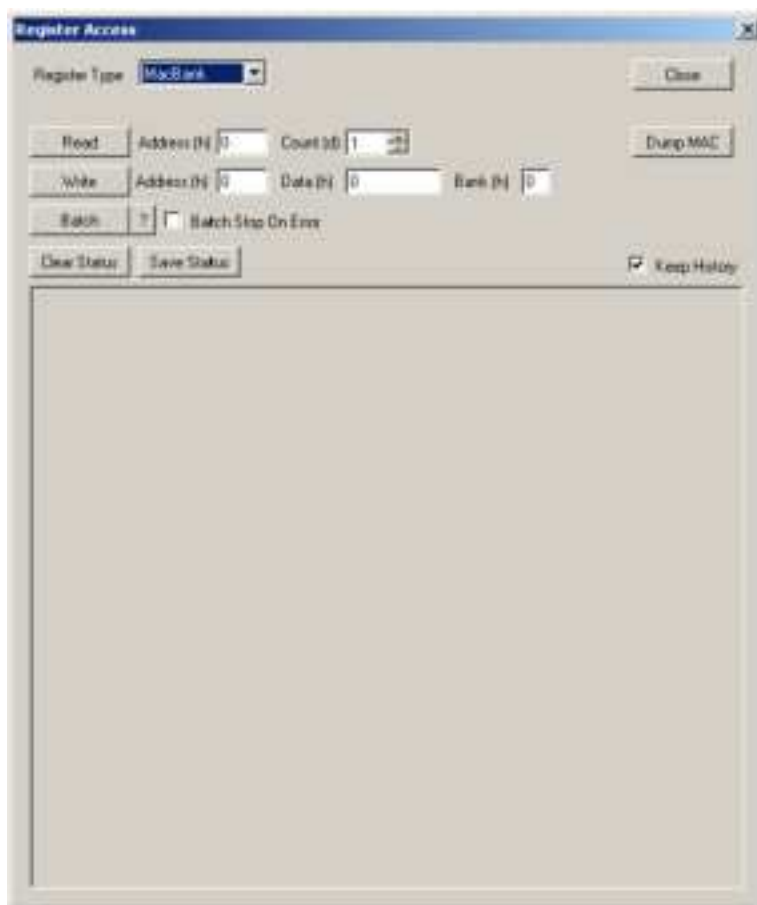 Register Access
Register Type MacBank Close
Read Address (h) 0 Count (d) 1 Dump MAC
Write Address (h) 0 Data (h) 0 Bank (h) 0
Batch ? Batch Stop On Error
Clear Status Save Status Keep History